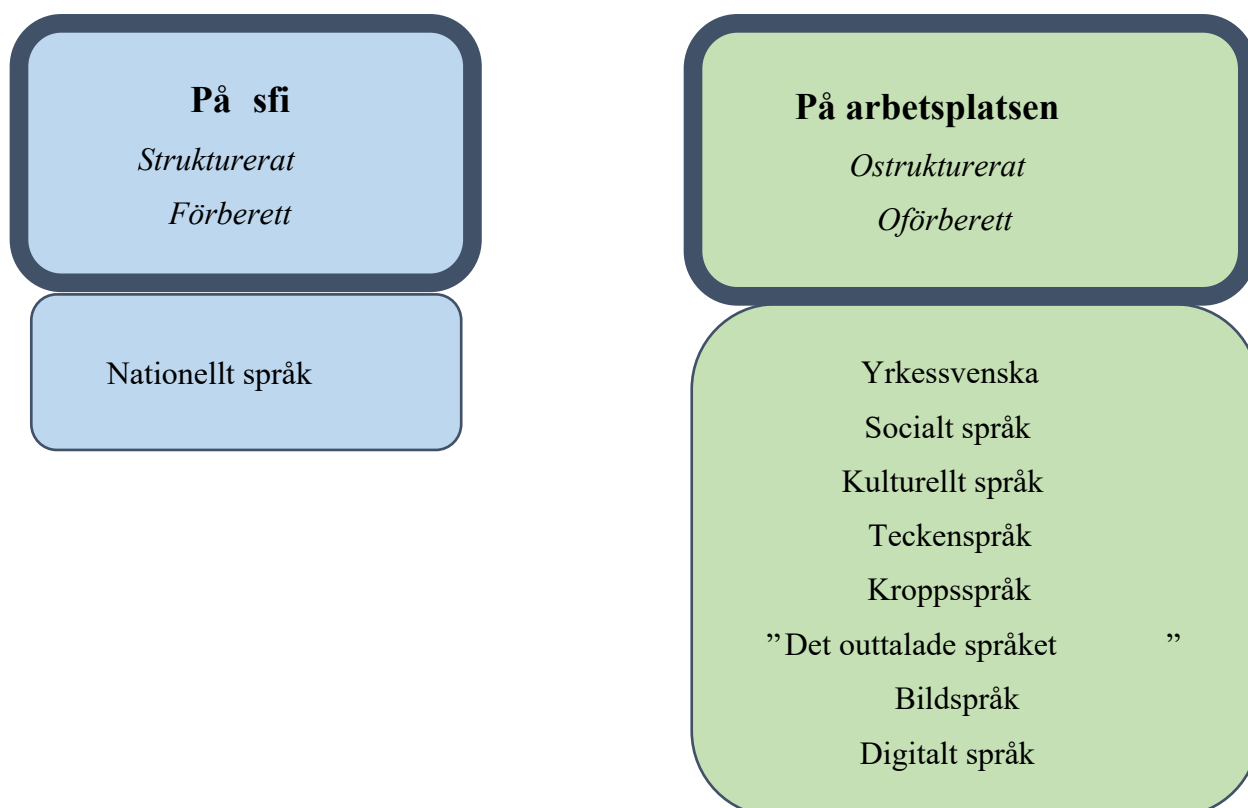 På sfi
Strukturerat
Förberett
Nationellt språk
På arbetsplatsen
Ostrukturerat
Oförberett
Yrkessvenska
Socialt språk
Kulturellt språk
Teckenspråk
Kroppsspråk
”Det outtalade språket ”
Bildspråk
Digitalt språk